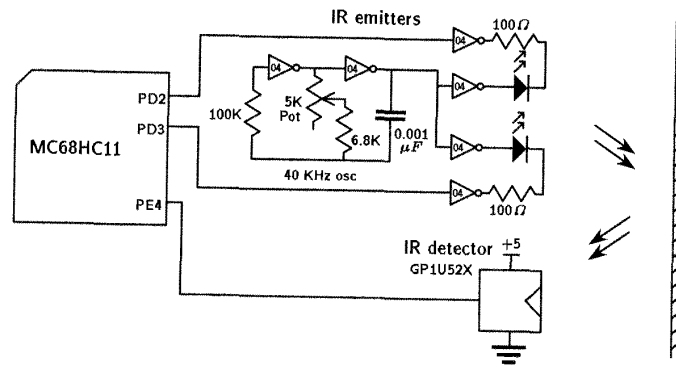 IR emitters
100Ω
04
04
04
04
PD2
5K
Pot
100K
PD3
0.001
μF
6.8K
MC68HC11
04
40 KHz osc
04
100Ω
PE4
IR detector
+5
GP1U52X